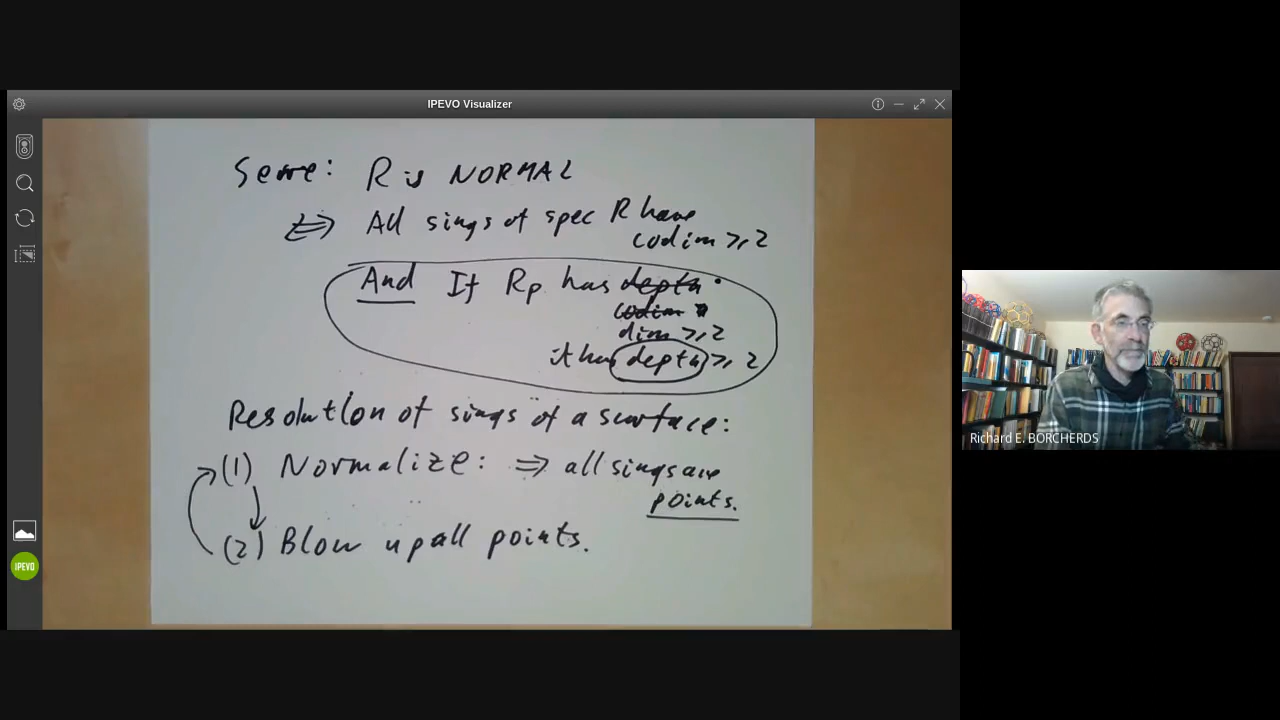 IPEVO Visualizer
Serre: R is NORMAL
⇔ All sings of spec R have
codim ≥ 2
And If Rp has depth
codim
dim ≥ 2
it has depth ≥ 2
Resolution of sings of a surface:
(1) Normalize: ⇒ all sings are
points.
(2) Blow up all points.
IPEVO
Richard E. BORCHERDS